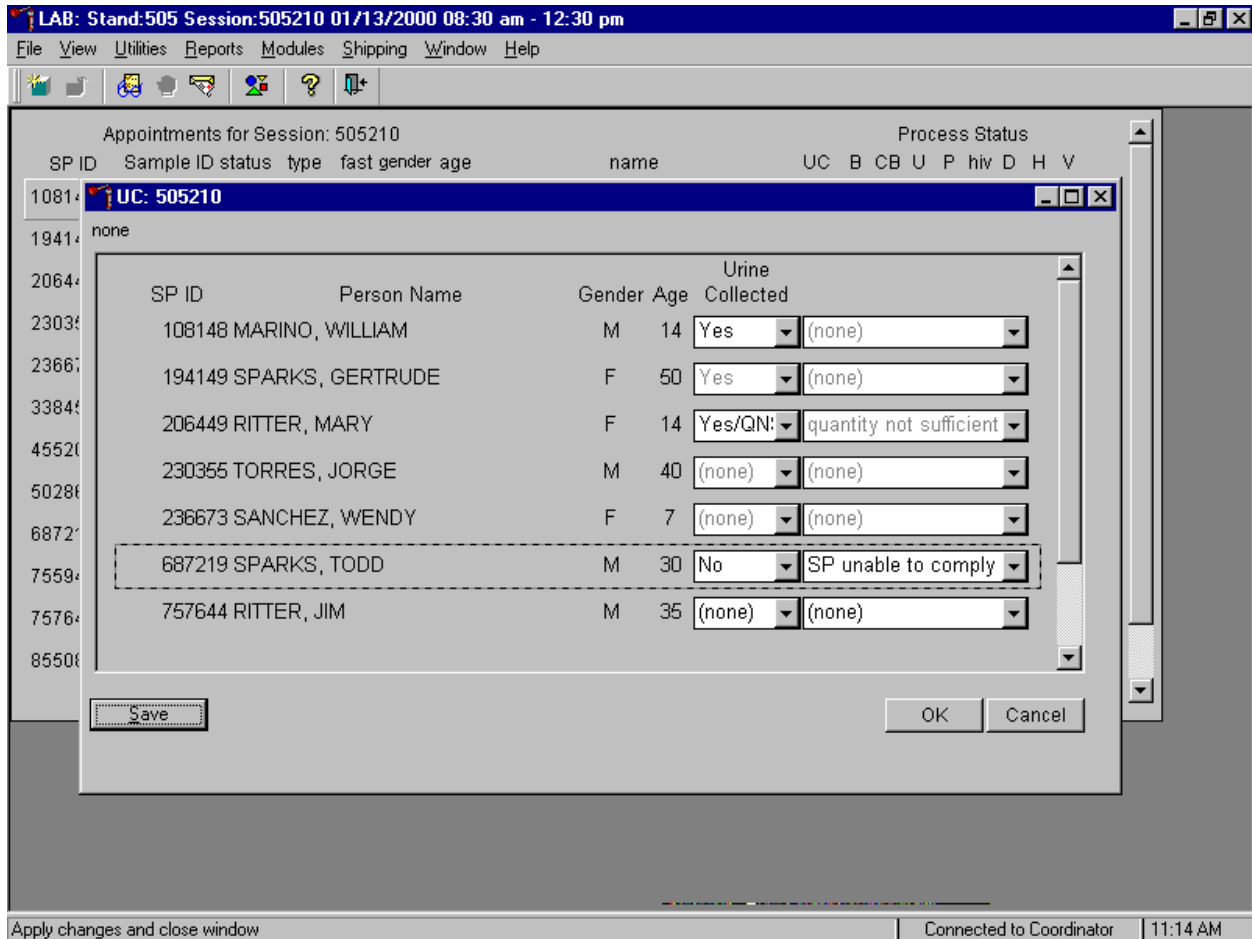 LAB: Stand:505 Session:505210 01/13/2000 08:30 am - 12:30 pm
File View Utilities Reports Modules Shipping Window Help
Appointments for Session: 505210 Process Status
SP ID Sample ID status type fast gender age name UC B CB U P hiv D H V
UC: 505210
none
Urine
SP ID Person Name Gender Age Collected
108148 MARINO, WILLIAM M 14 Yes (none)
194149 SPARKS, GERTRUDE F 50 Yes (none)
206449 RITTER, MARY F 14 Yes/QN quantity not sufficient
230355 TORRES, JORGE M 40 (none) (none)
236673 SANCHEZ, WENDY F 7 (none) (none)
687219 SPARKS, TODD M 30 No SP unable to comply
757644 RITTER, JIM M 35 (none) (none)
Save OK Cancel
Apply changes and close window Connected to Coordinator 11:14 AM